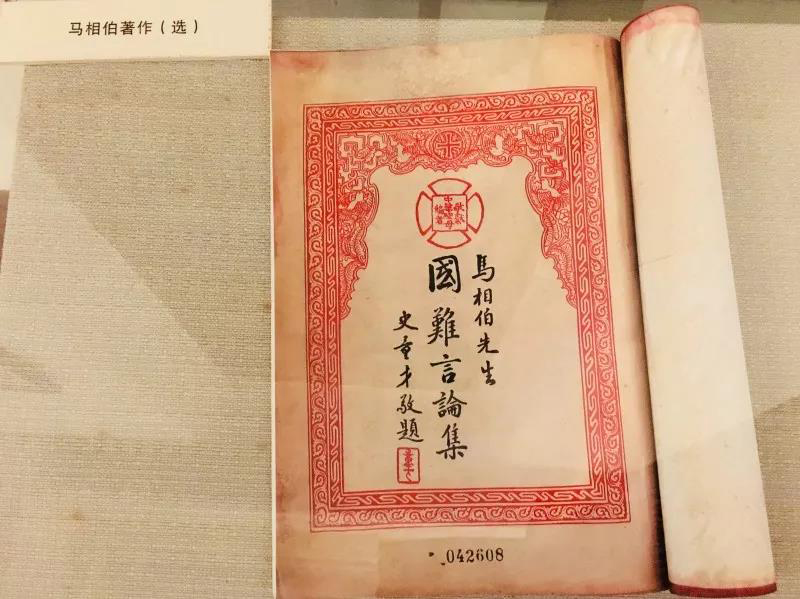 马相伯著作（选）
馬相伯先生
國難言論集
史量才敬題
042608